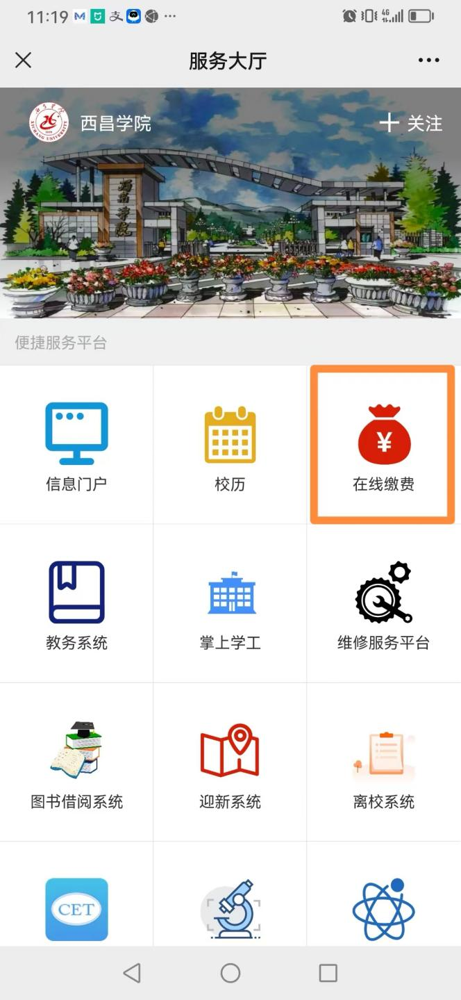 11:19
4G
服务大厅
西昌学院
XICHANG UNIVERSITY
关注
便捷服务平台
信息门户
校历
¥
在线缴费
教务系统
掌上学工
维修服务平台
图书借阅系统
迎新系统
离校系统
CET